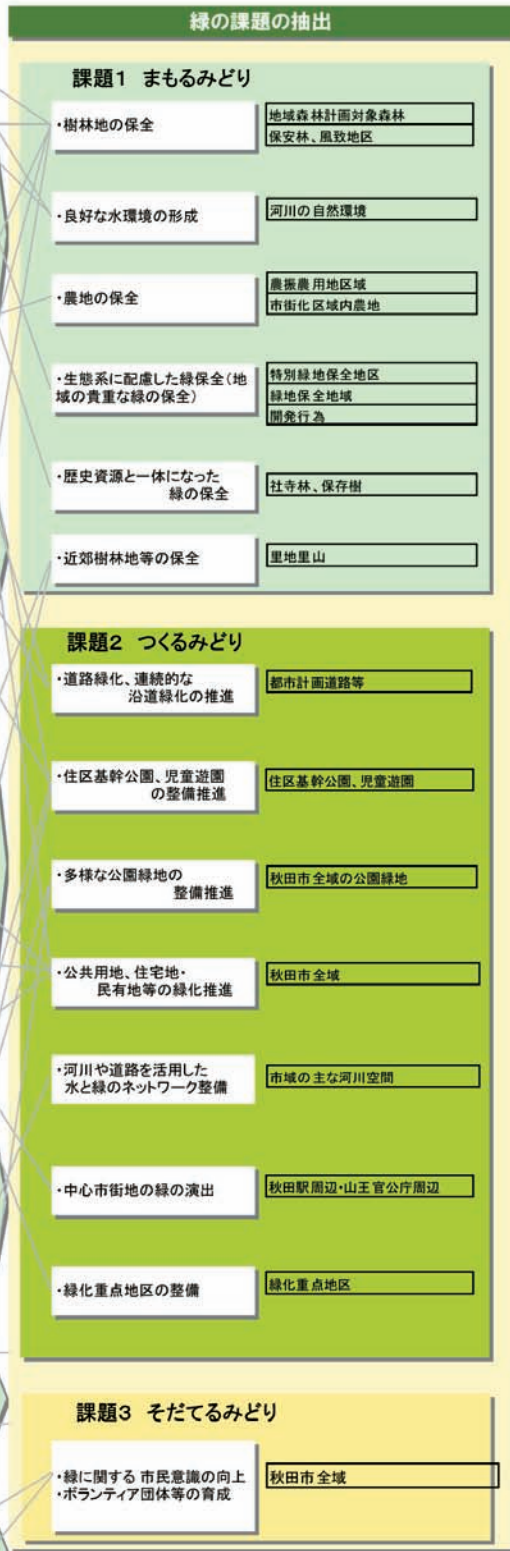 緑の課題の抽出
課題1 まもるみどり
・樹林地の保全
地域森林計画対象森林
保安林、風致地区
・良好な水環境の形成
河川の自然環境
・農地の保全
農振農用地区域
市街化区域内農地
・生態系に配慮した緑保全(地
域の貴重な緑の保全)
特別緑地保全地区
緑地保全地域
開発行為
・歴史資源と一体になった
緑の保全
社寺林、保存樹
・近郊樹林地等の保全
里地里山
課題2 つくるみどり
・道路緑化、連続的な
沿道緑化の推進
都市計画道路等
・住区基幹公園、児童遊園
の整備推進
住区基幹公園、児童遊園
・多様な公園緑地の
整備推進
秋田市全域の公園緑地
・公共用地、住宅地・
民有地等の緑化推進
秋田市全域
・河川や道路を活用した
水と緑のネットワーク整備
市域の主な河川空間
・中心市街地の緑の演出
秋田駅周辺・山王官公庁周辺
・緑化重点地区の整備
緑化重点地区
課題3 そだてるみどり
・緑に関する 市民意識の向上
・ボランティア団体等の育成
秋田市全域